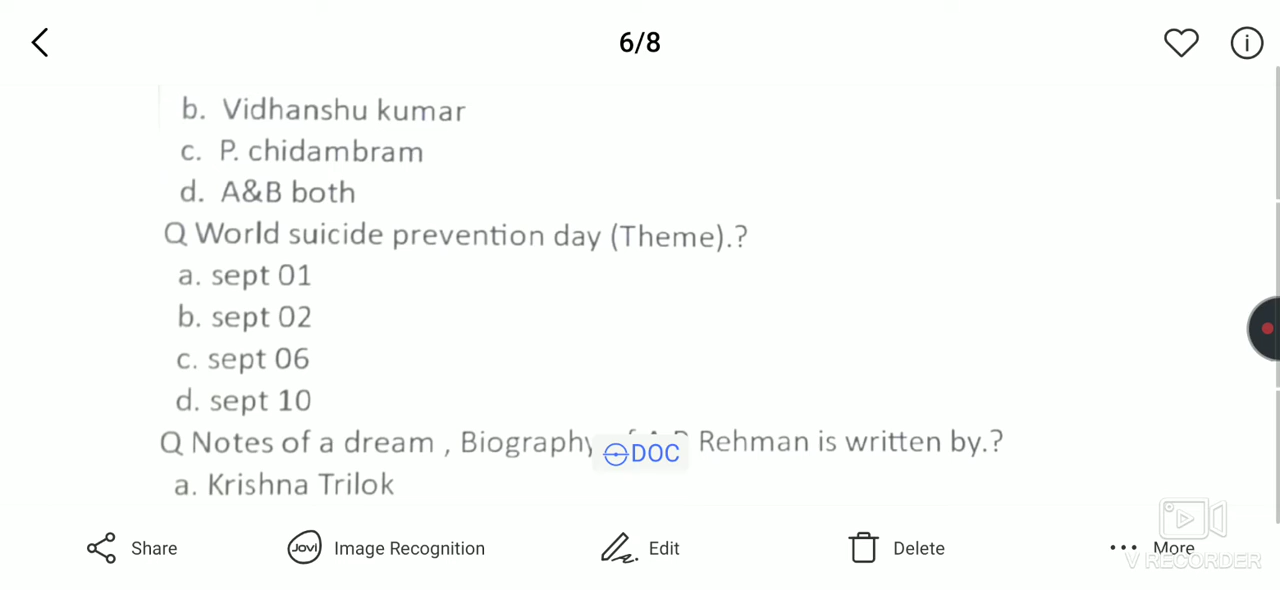 6/8
b. Vidhanshu kumar
c. P. chidambram
d. A&B both
Q World suicide prevention day (Theme).?
a. sept 01
b. sept 02
c. sept 06
d. sept 10
Q Notes of a dream , Biography Rehman is written by.?
DOC
a. Krishna Trilok
Share
Jovi
Image Recognition
Edit
Delete
More
V RECORDER